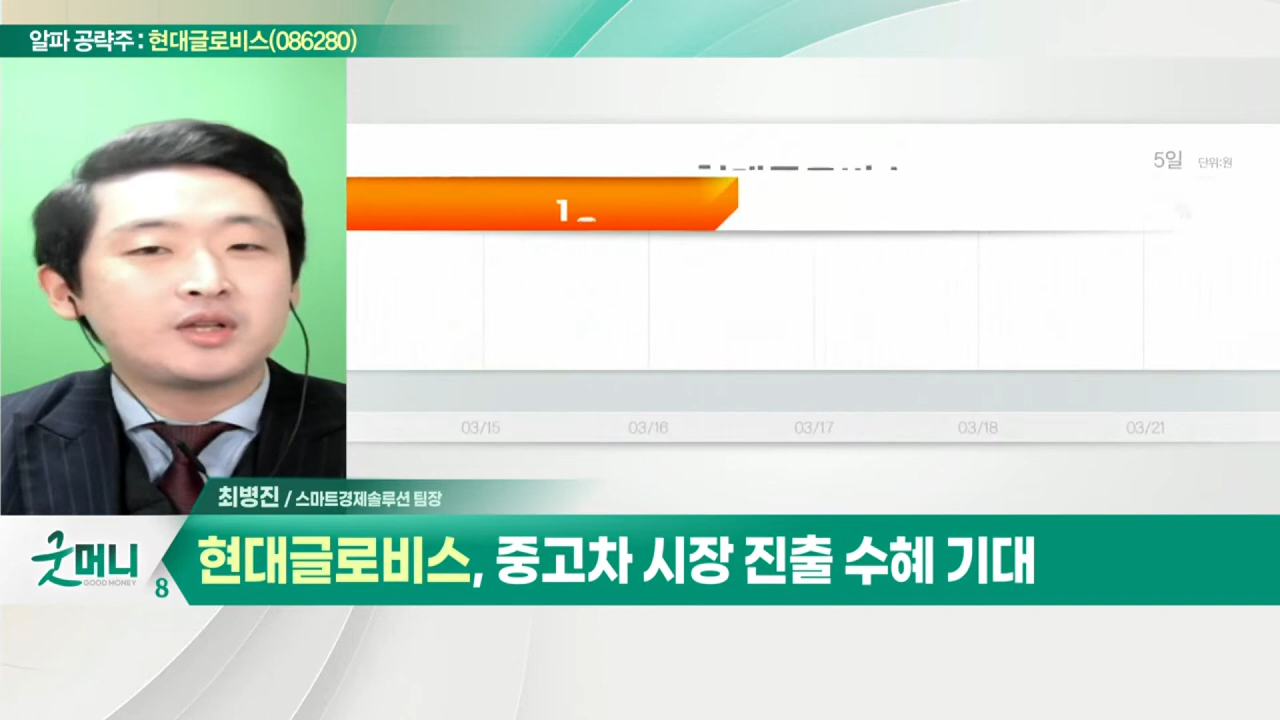 알파 공략주 : 현대글로비스(086280)
5일 단위:원
1
03/15 03/16 03/17 03/18 03/21
최병진 / 스마트경제솔루션 팀장
굿머니
GOOD MONEY
8
현대글로비스, 중고차 시장 진출 수혜 기대